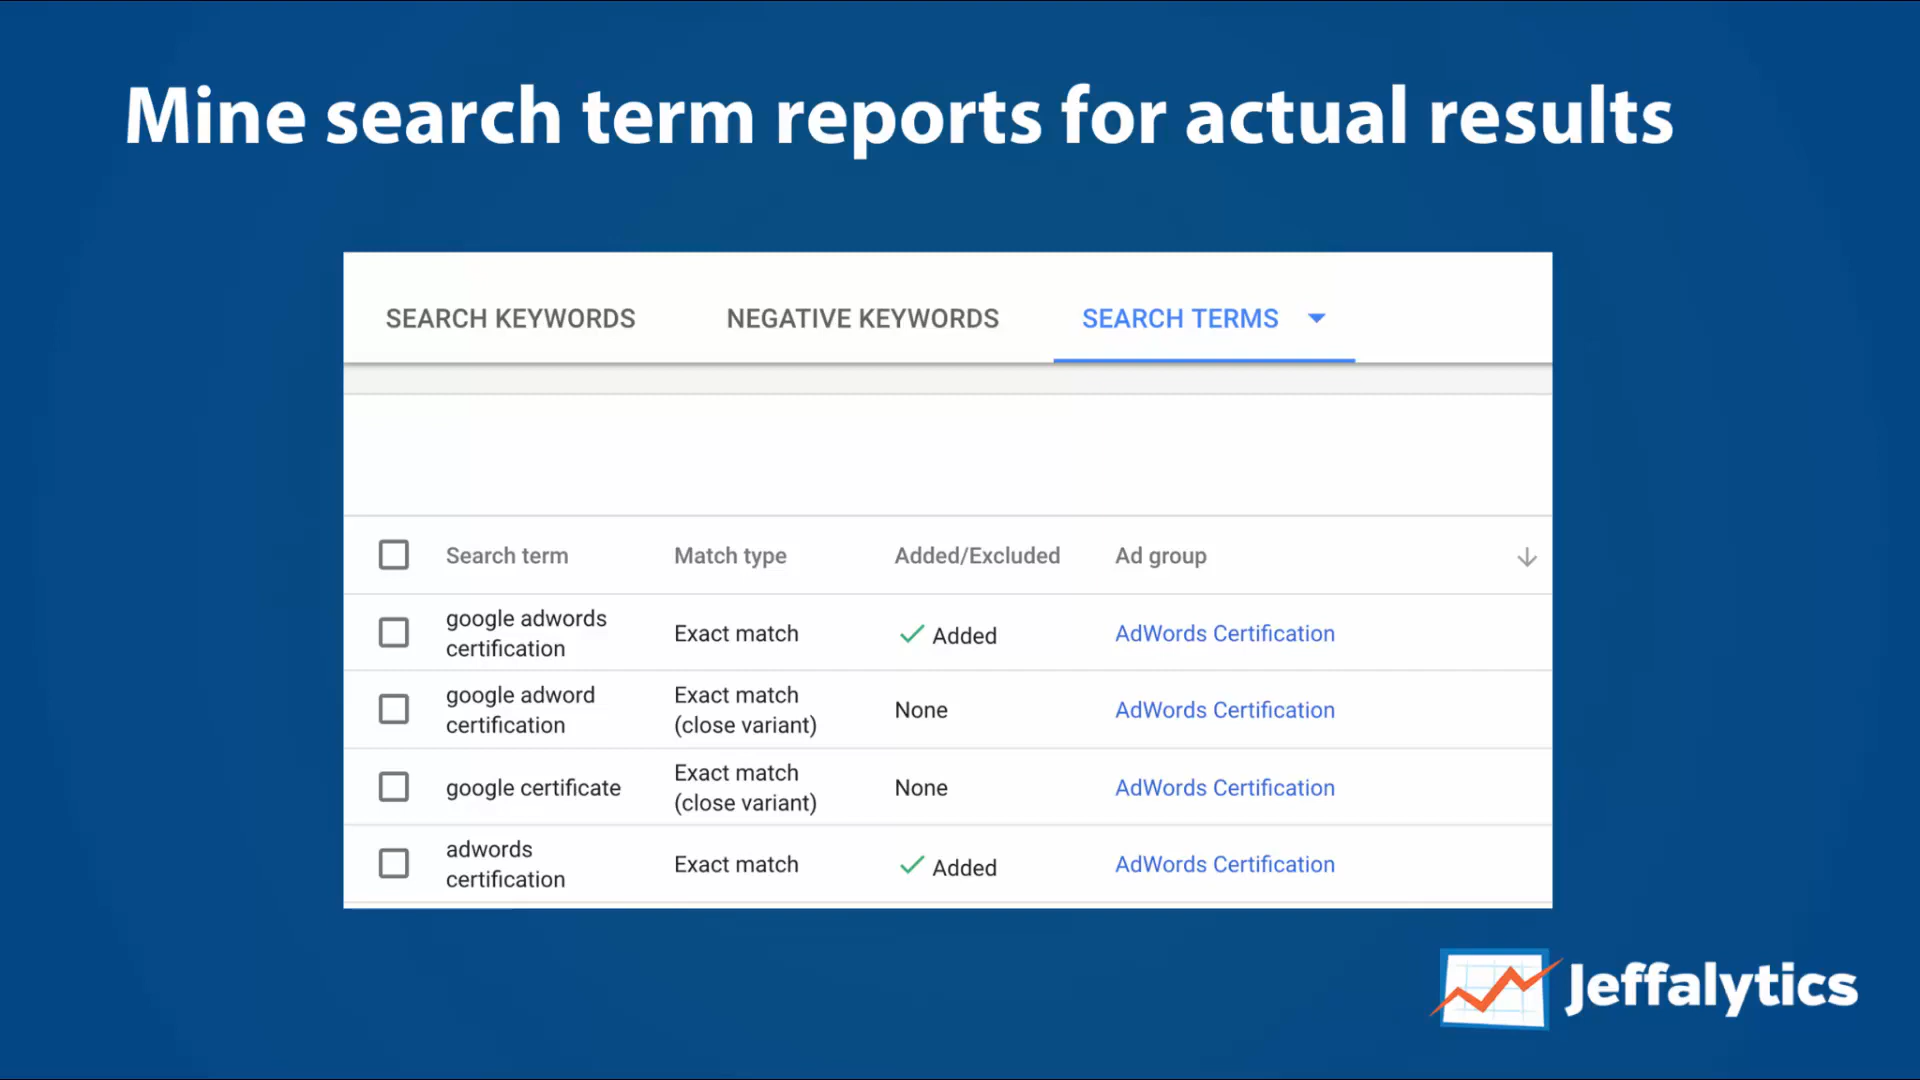 Mine search term reports for actual results
SEARCH KEYWORDS NEGATIVE KEYWORDS SEARCH TERMS
Search term Match type Added/Excluded Ad group
google adwords
certification
Exact match
Added
AdWords Certification
google adword
certification
Exact match
(close variant)
None
AdWords Certification
google certificate
Exact match
(close variant)
None
AdWords Certification
adwords
certification
Exact match
Added
AdWords Certification
Jeffalytics